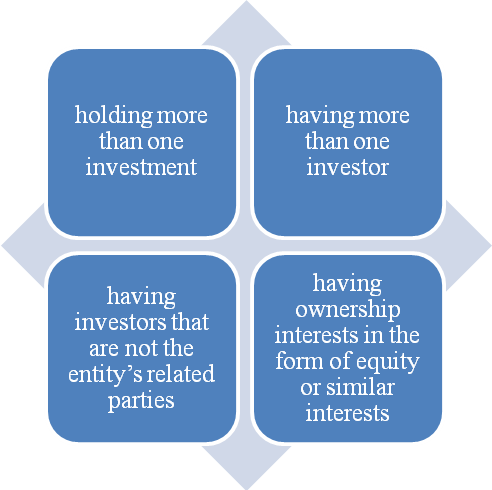 holding more
than one
investment
having more
than one
investor
having
investors that
are not the
entity’s related
parties
having
ownership
interests in the
form of equity
or similar
interests